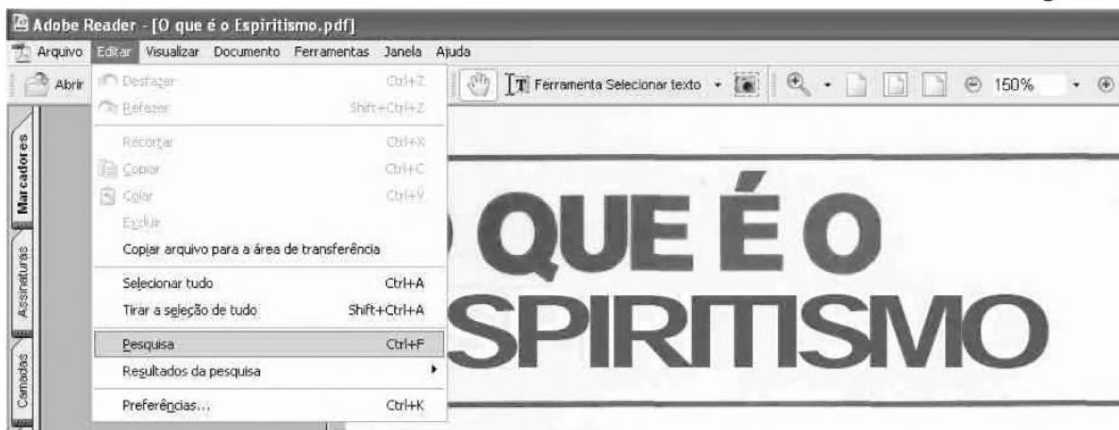 Adobe Reader - [O que é o Espiritismo.pdf]
Arquivo Editar Visualizar Documento Ferramentas Janela Ajuda
Abrir Ferramenta Selecionar texto 150%
Desfazer Ctrl+Z
Refazer Shift+Ctrl+Z
Recortar Ctrl+X
Copiar Ctrl+C
Colar Ctrl+V
Excluir
Copiar arquivo para a área de transferência
Selecionar tudo Ctrl+A
Tirar a seleção de tudo Shift+Ctrl+A
Pesquisa Ctrl+F
Resultados da pesquisa
Preferências... Ctrl+K
Marcadores
Assinaturas
Camadas
QUE É O
SPIRITISMO